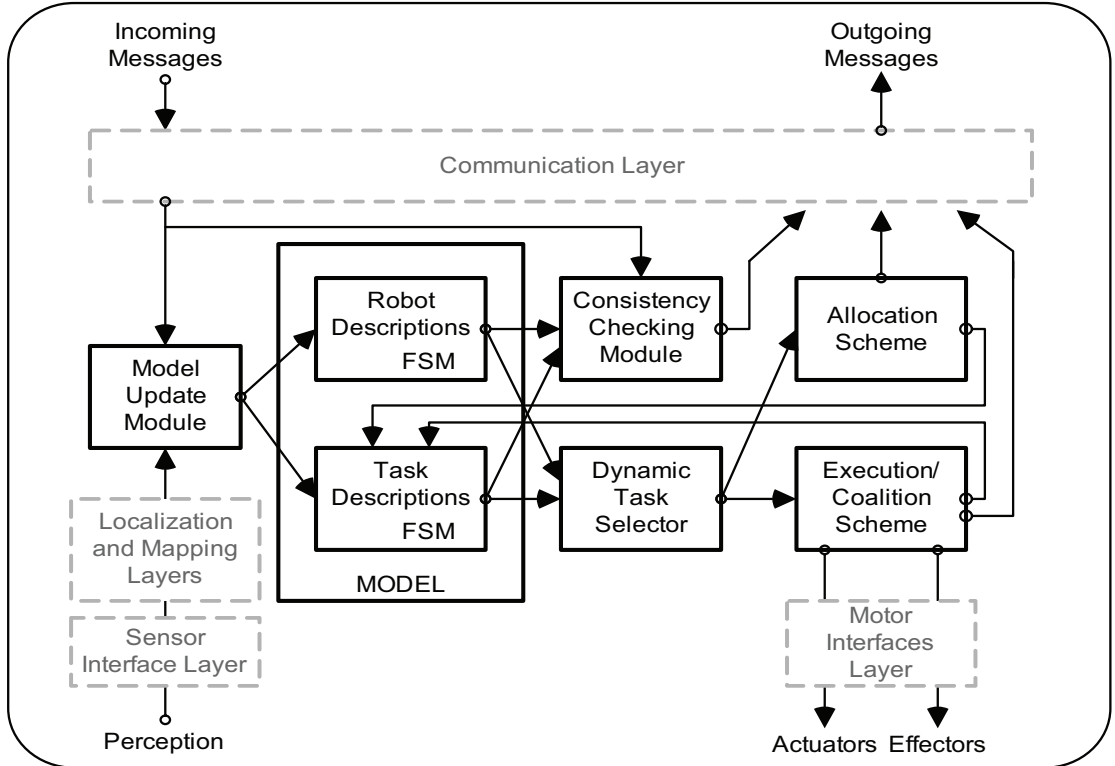 Incoming
Messages
Outgoing
Messages
Communication Layer
Robot
Descriptions
FSM
Consistency
Checking
Module
Allocation
Scheme
Model
Update
Module
Task
Descriptions
FSM
Dynamic
Task
Selector
Execution/
Coalition
Scheme
MODEL
Localization
and Mapping
Layers
Sensor
Interface Layer
Motor
Interfaces
Layer
Perception
Actuators
Effectors